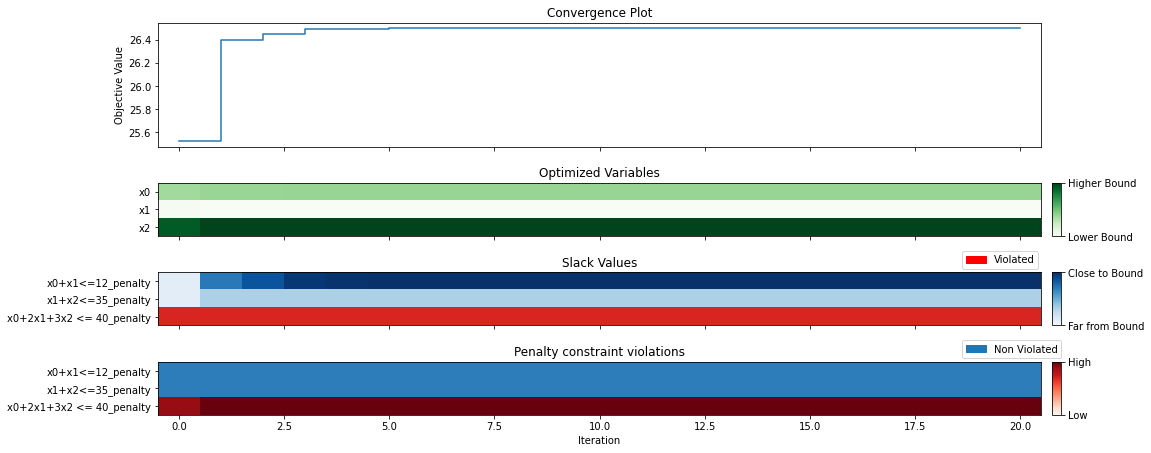 Convergence Plot
Objective Value
26.4
26.2
26.0
25.8
25.6
Optimized Variables
x0
x1
x2
Higher Bound
Lower Bound
Slack Values
Violated
x0+x1<=12_penalty
x1+x2<=35_penalty
x0+2x1+3x2 <= 40_penalty
Close to Bound
Far from Bound
Penalty constraint violations
Non Violated
x0+x1<=12_penalty
x1+x2<=35_penalty
x0+2x1+3x2 <= 40_penalty
High
Low
0.0 2.5 5.0 7.5 10.0 12.5 15.0 17.5 20.0
Iteration